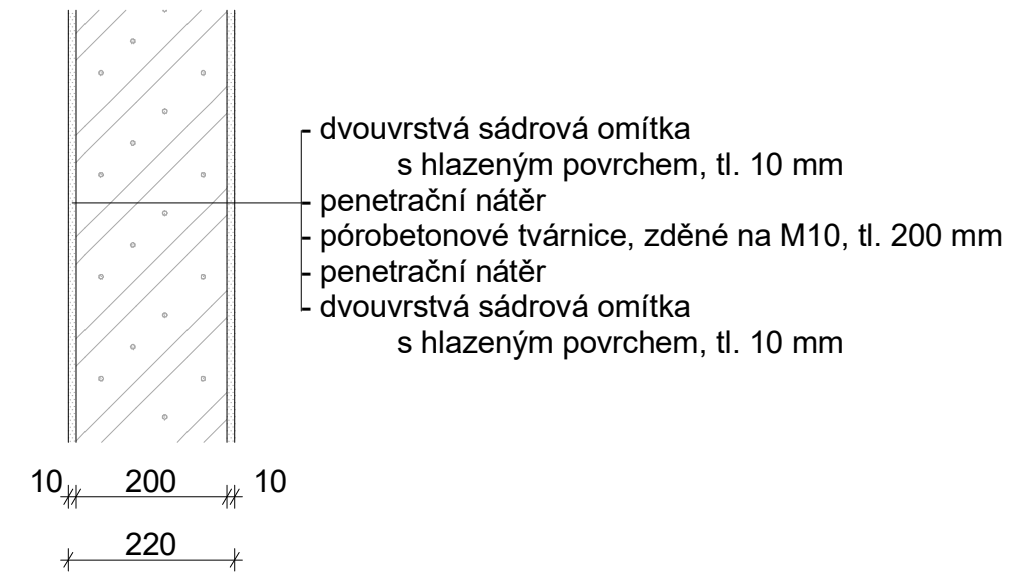 - dvouvrstvá sádrová omítka
s hlazeným povrchem, tl. 10 mm
- penetrační nátěr
- pórobetonové tvárnice, zděné na M10, tl. 200 mm
- penetrační nátěr
- dvouvrstvá sádrová omítka
s hlazeným povrchem, tl. 10 mm
10 200 10
220